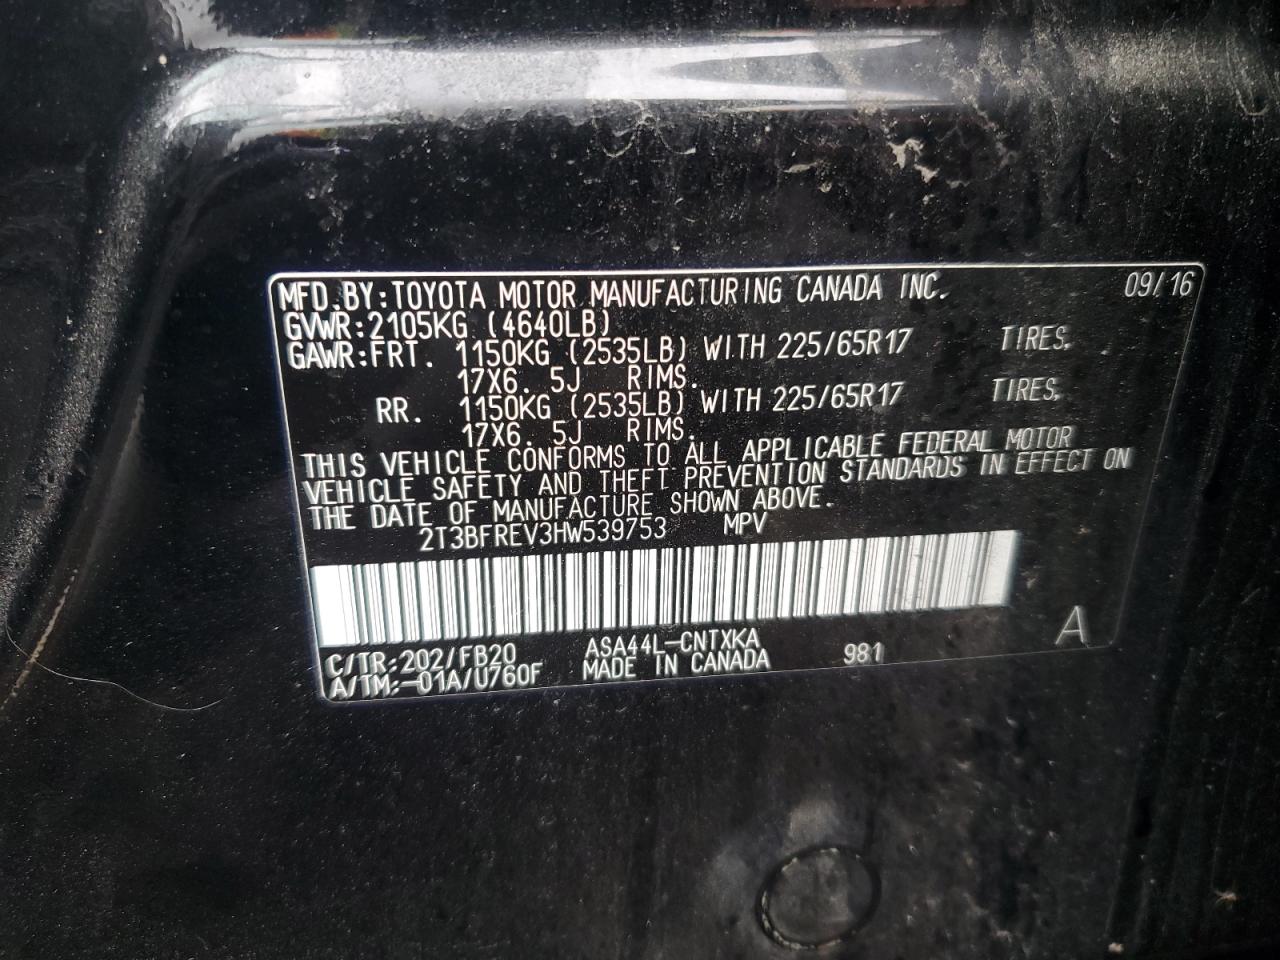 MFD.BY:TOYOTA MOTOR MANUFACTURING CANADA INC. 09/16
GVWR:2105KG (4640LB)
GAWR:FRT. 1150KG (2535LB) WITH 225/65R17 TIRES,
17X6. 5J RIMS.
RR. 1150KG (2535LB) WITH 225/65R17 TIRES,
17X6. 5J RIMS.
THIS VEHICLE CONFORMS TO ALL APPLICABLE FEDERAL MOTOR
VEHICLE SAFETY AND THEFT PREVENTION STANDARDS IN EFFECT ON
THE DATE OF MANUFACTURE SHOWN ABOVE.
2T3BFREV3HW539753 MPV
C/TR:202/FB20 ASA44L-CNTXKA 981 A
A/TM:-01A/U760F MADE IN CANADA